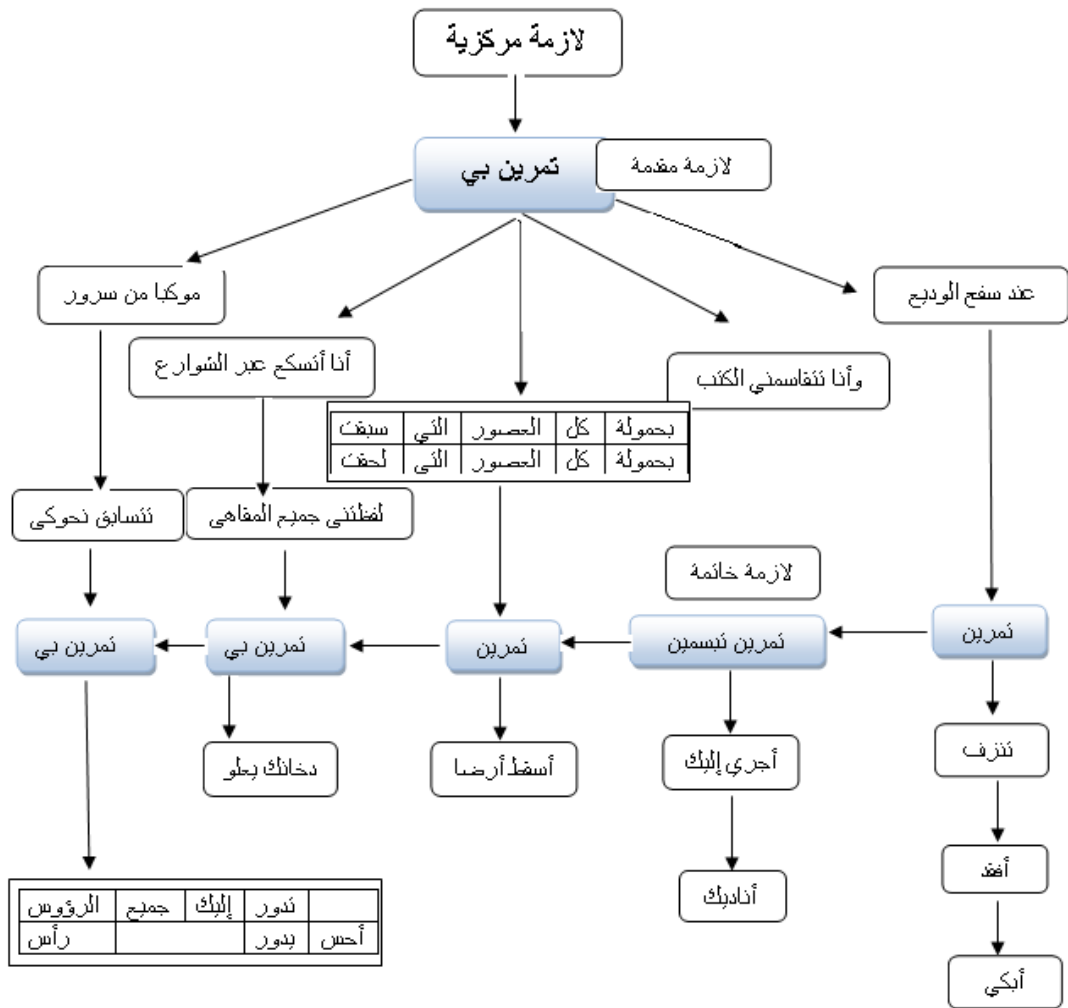 لازمة مركزية
تمرين بي
لازمة مقدمة
عند سفح الوديع
موكبا من سرور
أنا أتسكع عبر الشوارع
وأنا تتقاسمني الكتب
بحمولة كل العصور التي سبقت
بحمولة كل العصور التي لحقت
تتسابق نحوكي
لفظتني جميع المقاهي
لازمة خاتمة
تمرين
تمرين تبسمين
تمرين
تمرين بي
تمرين بي
تنزف
أجري إليك
أسقط أرضا
دخانك يعلو
أفقد
أناديك
تدور إليك جميع الرؤوس
أحس يدور رأس
أبكي